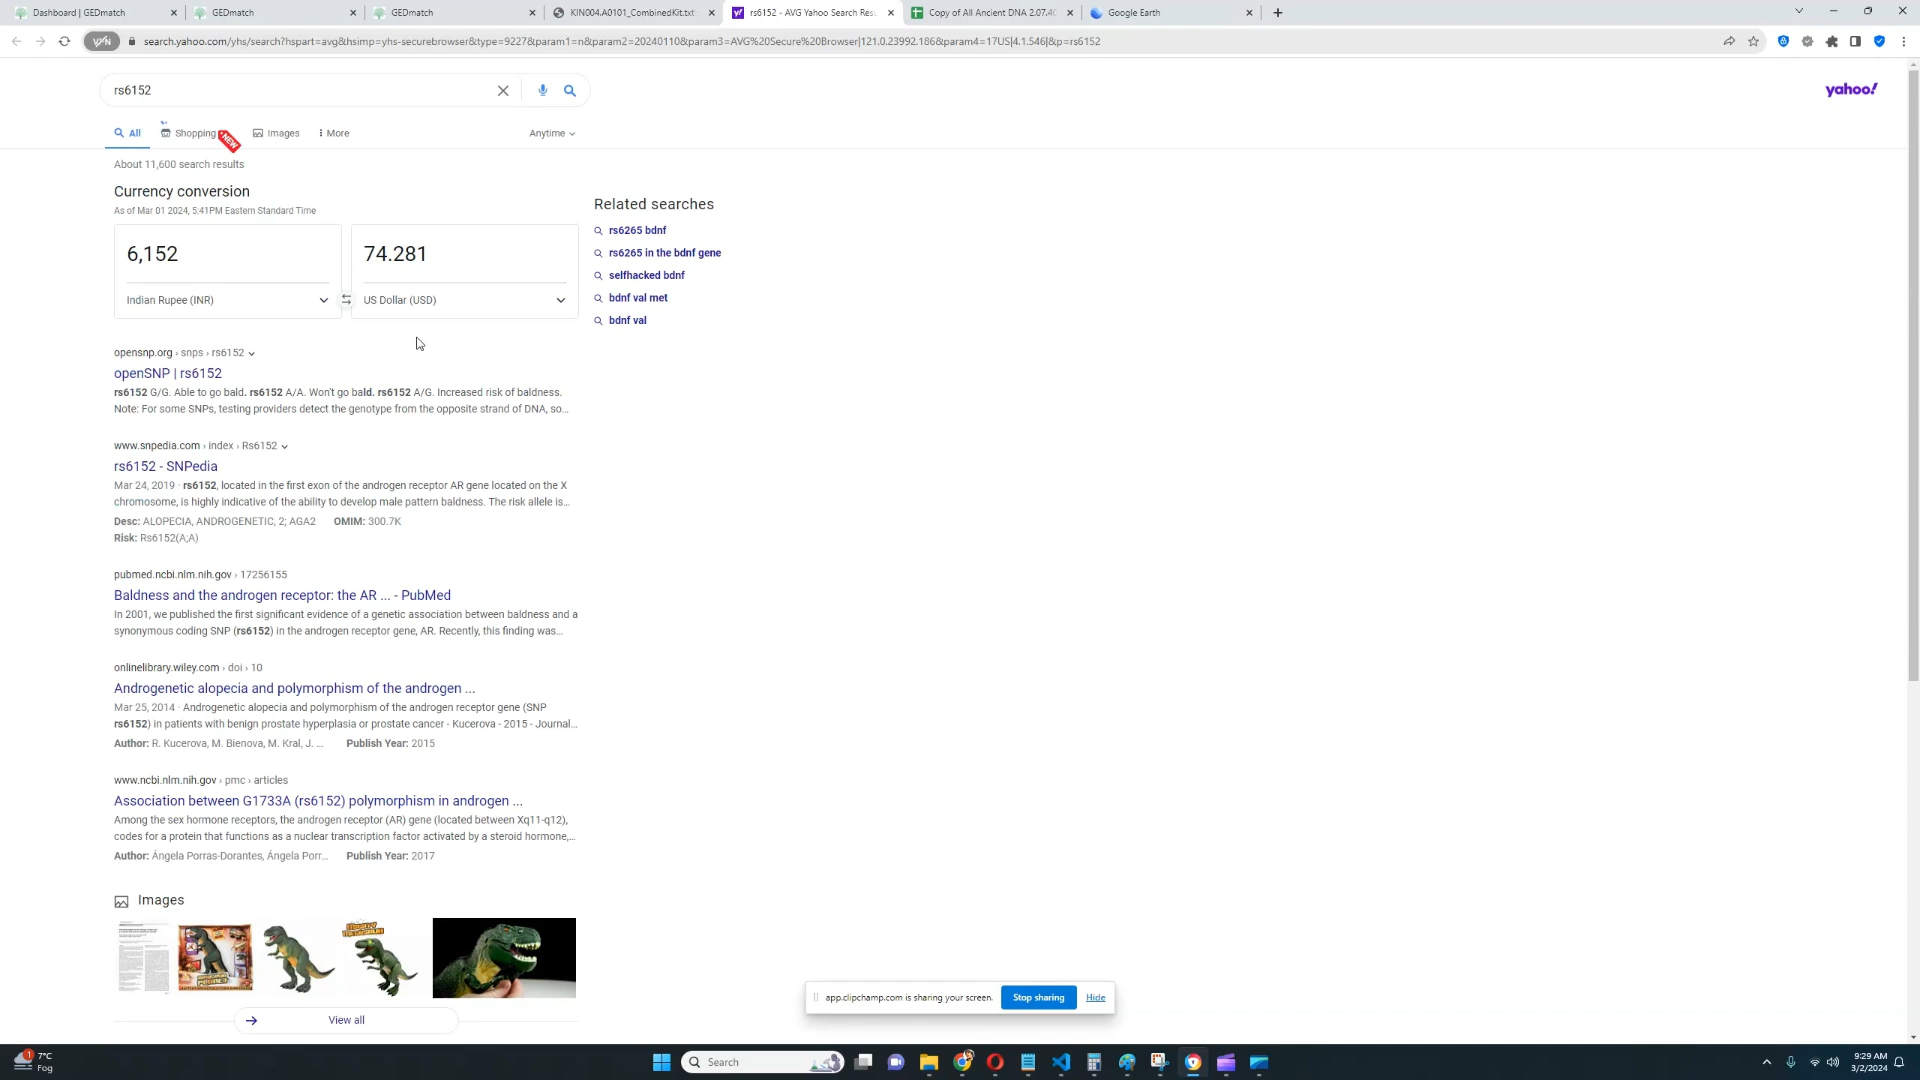 Dashboard | GEDmatch
GEDmatch
GEDmatch
KIN004.A0101_CombinedKit.txt
rs6152 - AVG Yahoo Search Resu
Copy of All Ancient DNA 2.07.40
Google Earth
search.yahoo.com/yhs/search?hspart=avg&hsimp=yhs-securebrowser&type=9227&param1=n&param2=20240110&param3=AVG%20Secure%20Browser|121.0.23992.186&param4=17US|4.1.546|&p=rs6152
rs6152
yahoo!
All
Shopping
NEW
Images
More
Anytime
About 11,600 search results
Currency conversion
As of Mar 01 2024, 5:41PM Eastern Standard Time
6,152
74.281
Indian Rupee (INR)
US Dollar (USD)
Related searches
rs6265 bdnf
rs6265 in the bdnf gene
selfhacked bdnf
bdnf val met
bdnf val
opensnp.org › snps › rs6152
openSNP | rs6152
rs6152 G/G. Able to go bald. rs6152 A/A. Won't go bald. rs6152 A/G. Increased risk of baldness.
Note: For some SNPs, testing providers detect the genotype from the opposite strand of DNA, so...
www.snpedia.com › index › Rs6152
rs6152 - SNPedia
Mar 24, 2019 · rs6152, located in the first exon of the androgen receptor AR gene located on the X
chromosome, is highly indicative of the ability to develop male pattern baldness. The risk allele is...
Desc: ALOPECIA, ANDROGENETIC, 2; AGA2 OMIM: 300.7K
Risk: Rs6152(A;A)
pubmed.ncbi.nlm.nih.gov › 17256155
Baldness and the androgen receptor: the AR ... - PubMed
In 2001, we published the first significant evidence of a genetic association between baldness and a
synonymous coding SNP (rs6152) in the androgen receptor gene, AR. Recently, this finding was...
onlinelibrary.wiley.com › doi › 10
Androgenetic alopecia and polymorphism of the androgen ...
Mar 25, 2014 · Androgenetic alopecia and polymorphism of the androgen receptor gene (SNP
rs6152) in patients with benign prostate hyperplasia or prostate cancer - Kucerova - 2015 - Journal...
Author: R. Kucerova, M. Bienova, M. Kral, J. ... Publish Year: 2015
www.ncbi.nlm.nih.gov › pmc › articles
Association between G1733A (rs6152) polymorphism in androgen ...
Among the sex hormone receptors, the androgen receptor (AR) gene (located between Xq11-q12),
codes for a protein that functions as a nuclear transcription factor activated by a steroid hormone,...
Author: Ángela Porras-Dorantes, Ángela Porr... Publish Year: 2017
Images
View all
app.clipchamp.com is sharing your screen.
Stop sharing
Hide
1
7°C
Fog
Search
9:29 AM
3/2/2024